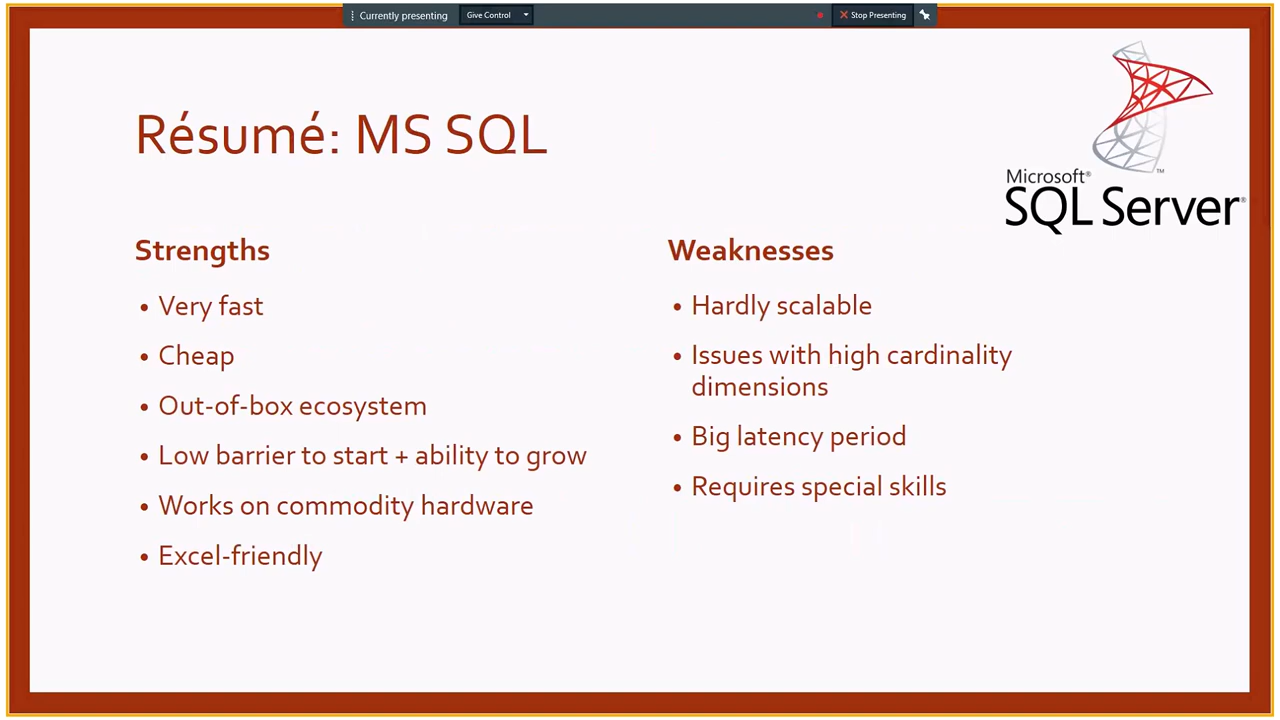 Currently presenting
Give Control
Stop Presenting
Microsoft®
SQL Server®
™
Résumé: MS SQL
Strengths
• Very fast
• Cheap
• Out-of-box ecosystem
• Low barrier to start + ability to grow
• Works on commodity hardware
• Excel-friendly
Weaknesses
• Hardly scalable
• Issues with high cardinality
dimensions
• Big latency period
• Requires special skills